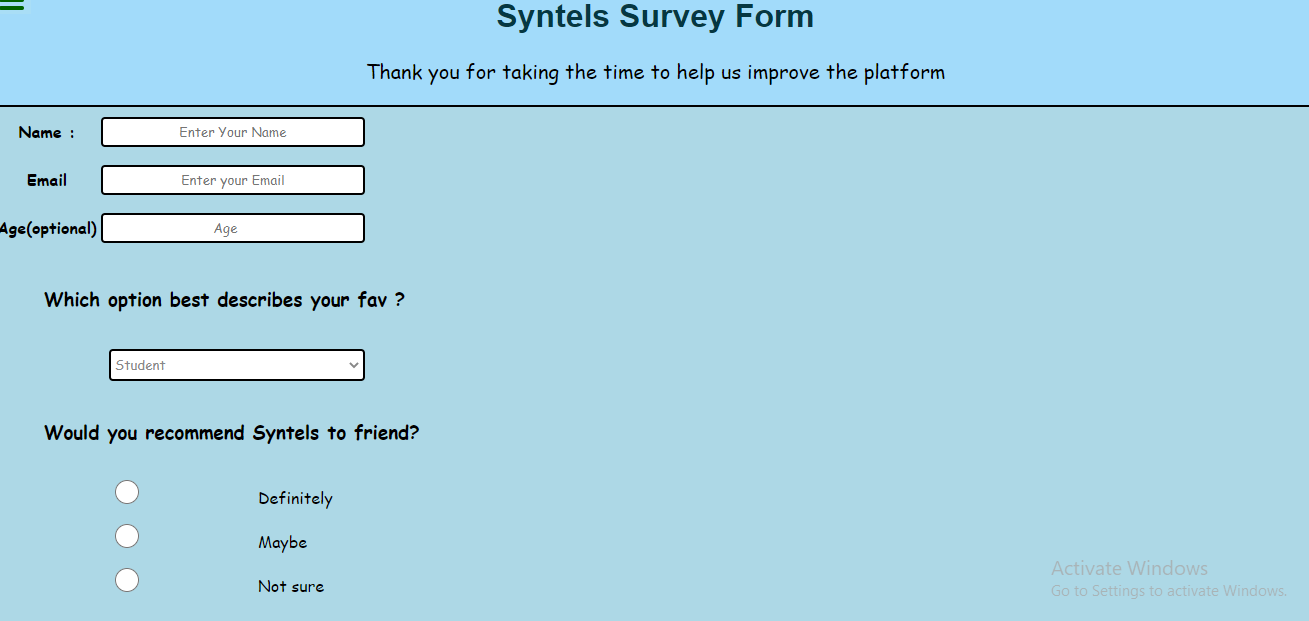 Syntels Survey Form
Thank you for taking the time to help us improve the platform
Name : Enter Your Name
Email Enter your Email
Age(optional) Age
Which option best describes your fav ?
Student
Would you recommend Syntels to friend?
Definitely
Maybe
Not sure
Activate Windows
Go to Settings to activate Windows.